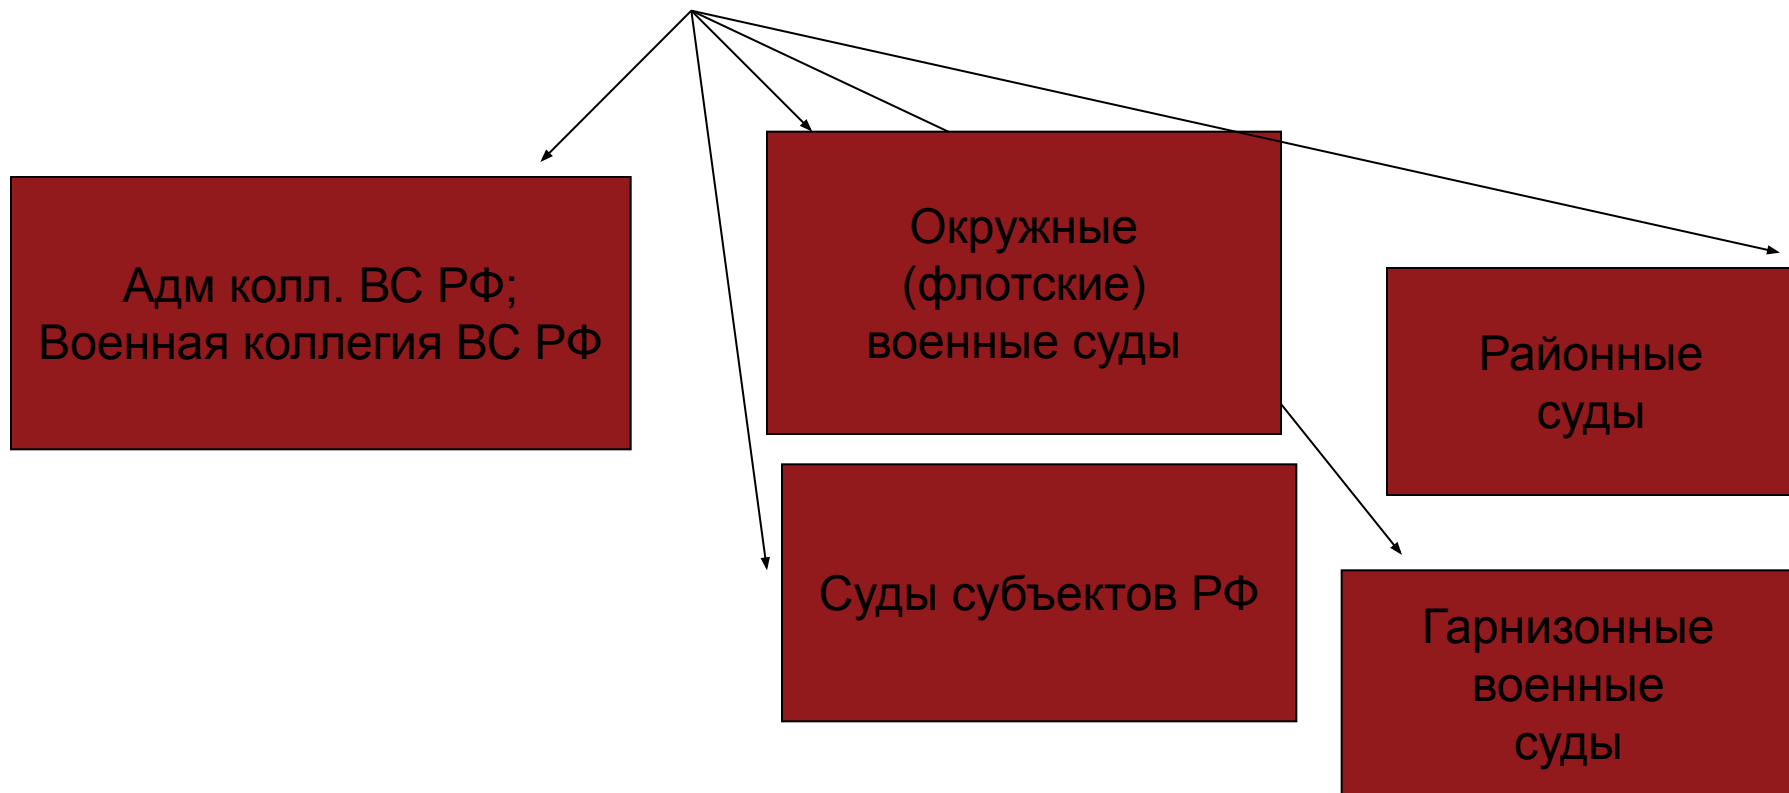 Адм колл. ВС РФ;
Военная коллегия ВС РФ
Окружные
(флотские)
военные суды
Суды субъектов РФ
Районные
суды
Гарнизонные
военные
суды